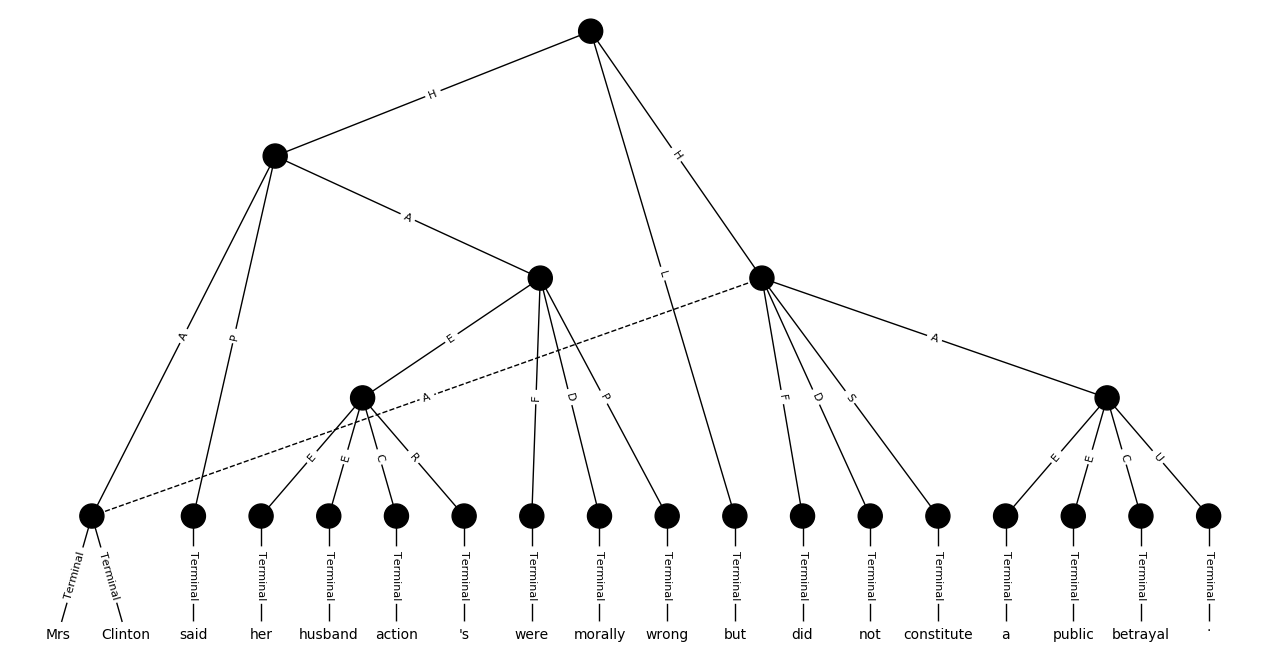 H
H
A
L
A
P
E
A
A
F
D
P
F
D
S
E
E
C
R
E
E
C
U
Terminal Terminal Terminal Terminal Terminal Terminal Terminal Terminal Terminal Terminal Terminal Terminal Terminal Terminal Terminal Terminal Terminal Terminal
Mrs Clinton said her husband action 's were morally wrong but did not constitute a public betrayal .